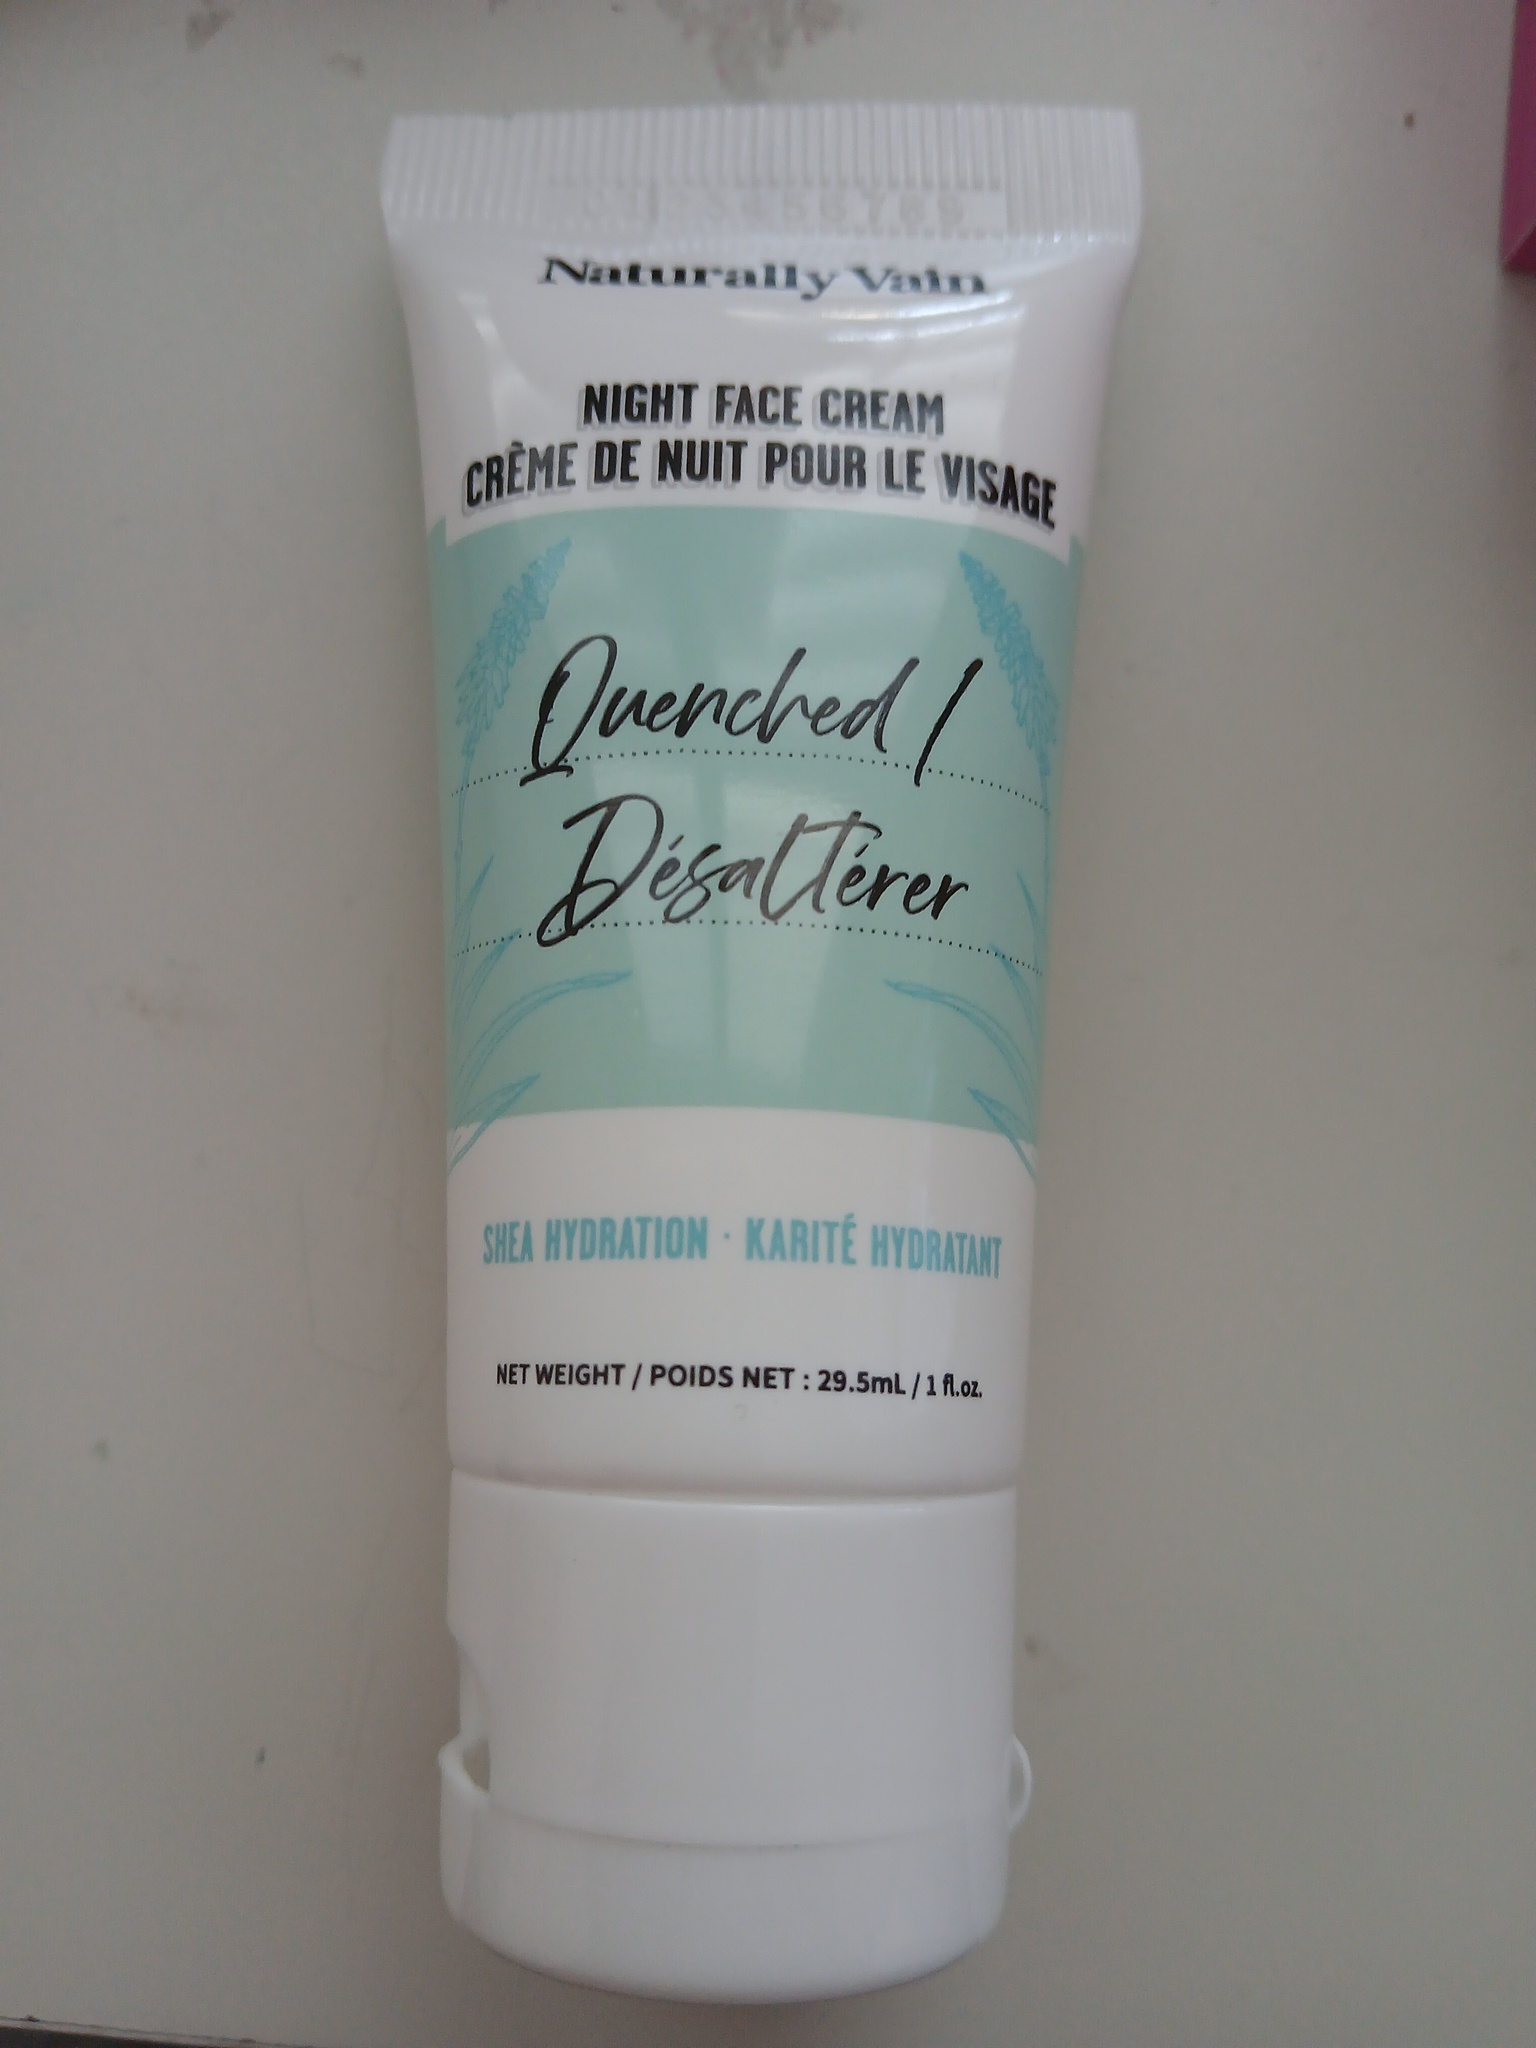 Naturally Vain
NIGHT FACE CREAM
CRÈME DE NUIT POUR LE VISAGE
Quenched /
Désaltérer
SHEA HYDRATION · KARITÉ HYDRATANT
NET WEIGHT / POIDS NET : 29.5mL / 1 fl.oz.